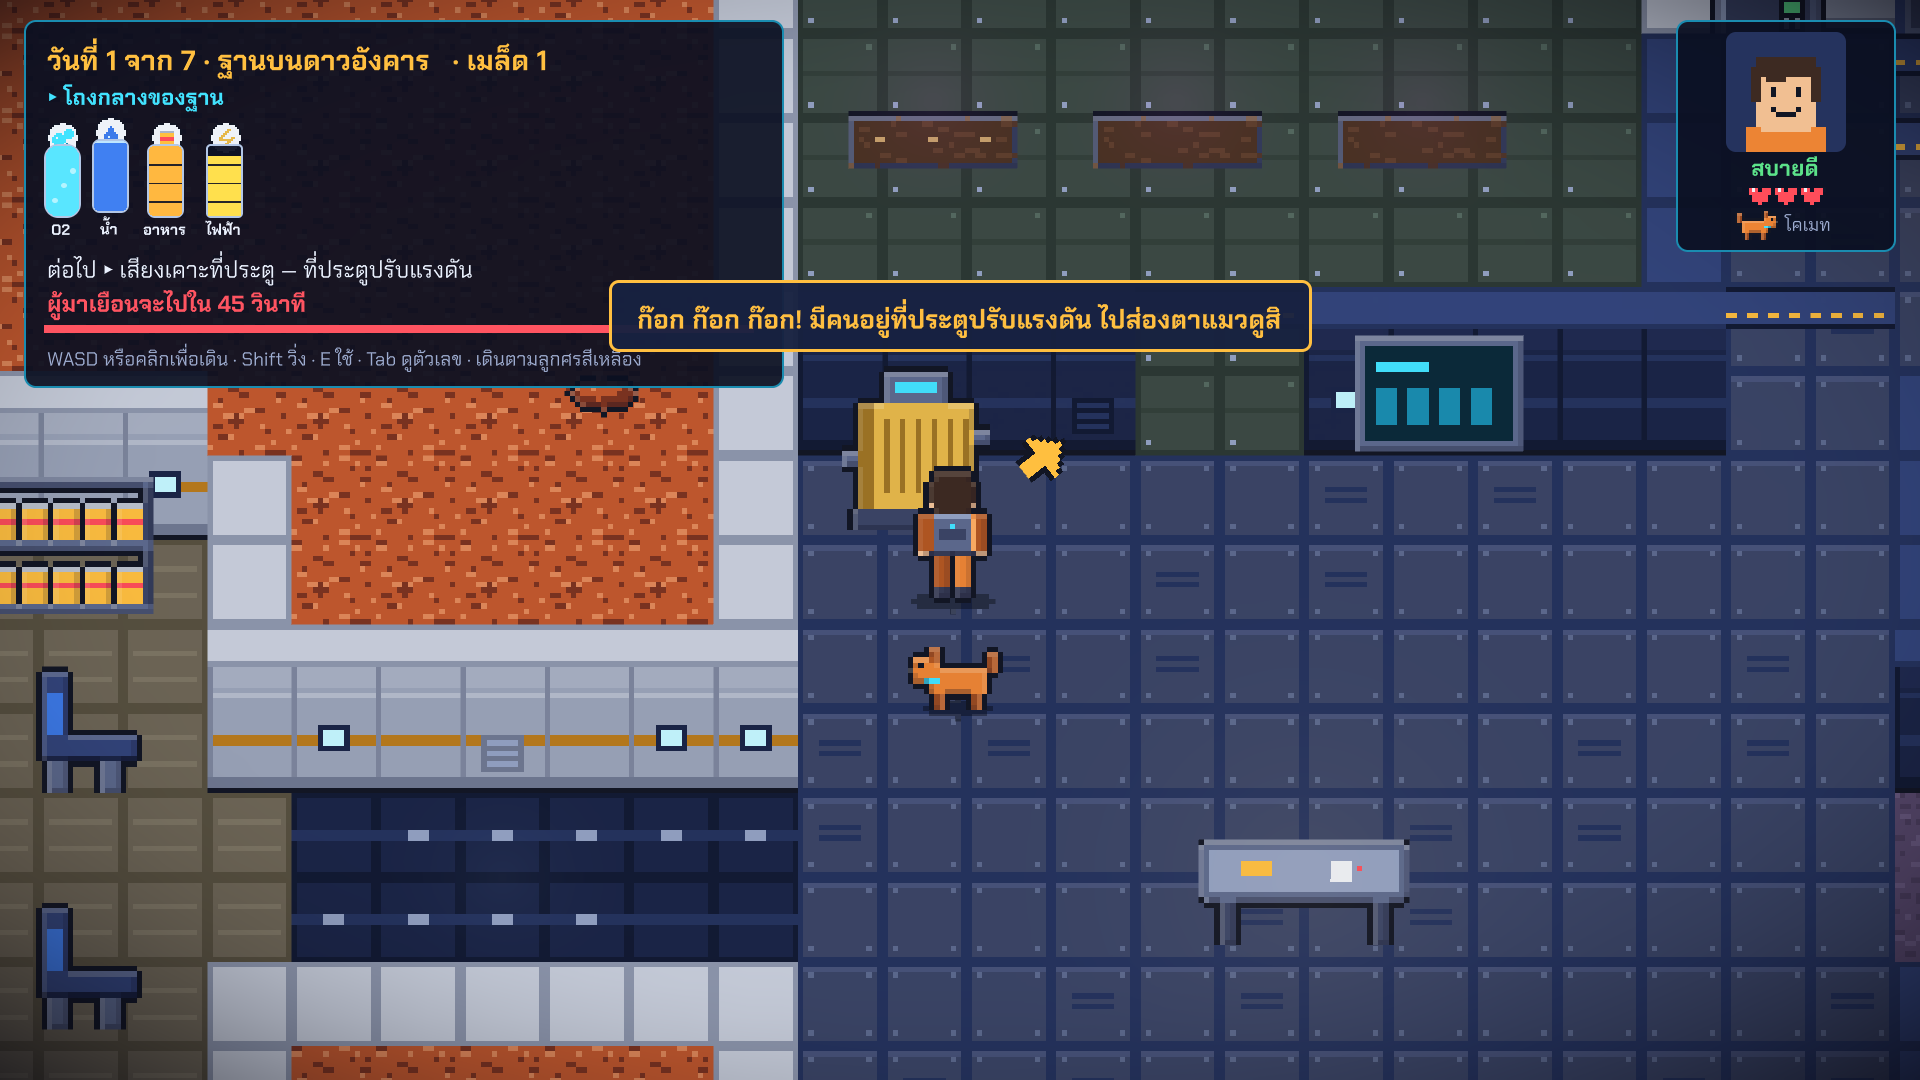 วันที่ 1 จาก 7 · ฐานบนดาวอังคาร · เมล็ด 1
▸ โถงกลางของฐาน
O2 น้ำ อาหาร ไฟฟ้า
ต่อไป ▸ เสียงเคาะที่ประตู — ที่ประตูปรับแรงดัน
ผู้มาเยือนจะไปใน 45 วินาที
WASD หรือคลิกเพื่อเดิน · Shift วิ่ง · E ใช้ · Tab ดูตัวเลข · เดินตามลูกศรสีเหลือง
ก๊อก ก๊อก ก๊อก! มีคนอยู่ที่ประตูปรับแรงดัน ไปส่องตาแมวดูสิ
สบายดี
โคเมท